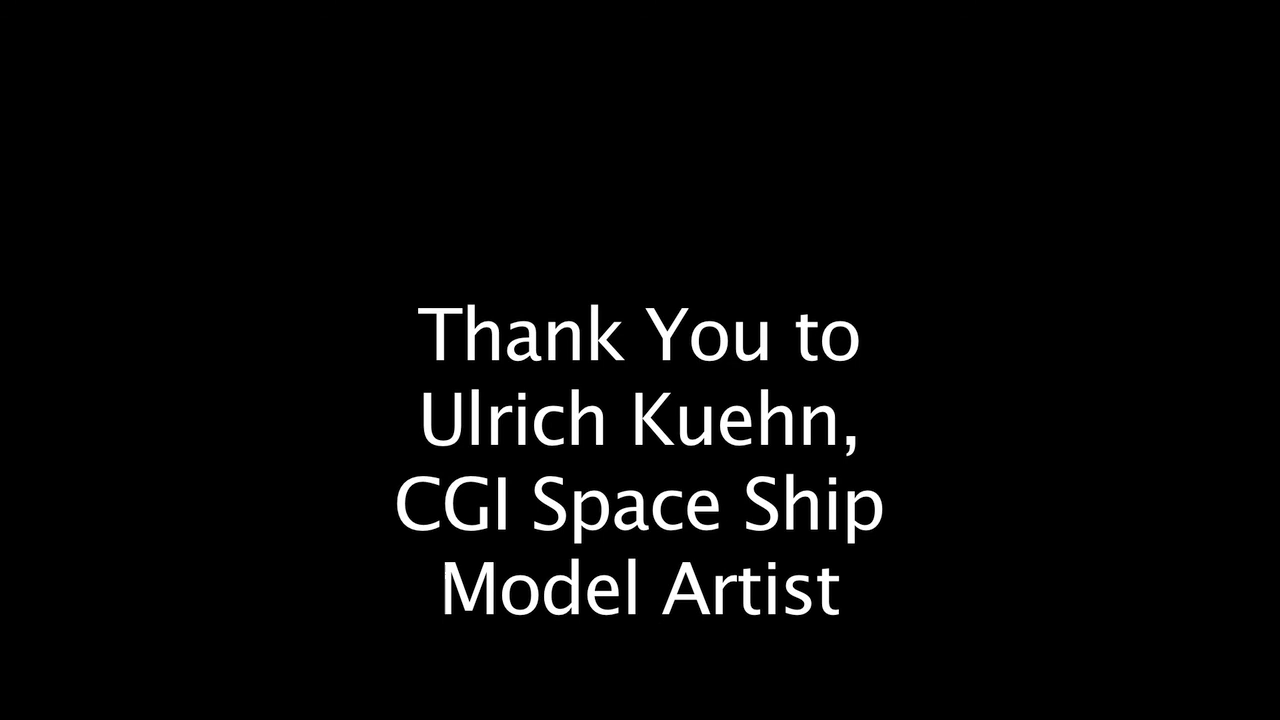 Thank You to
Ulrich Kuehn,
CGI Space Ship
Model Artist